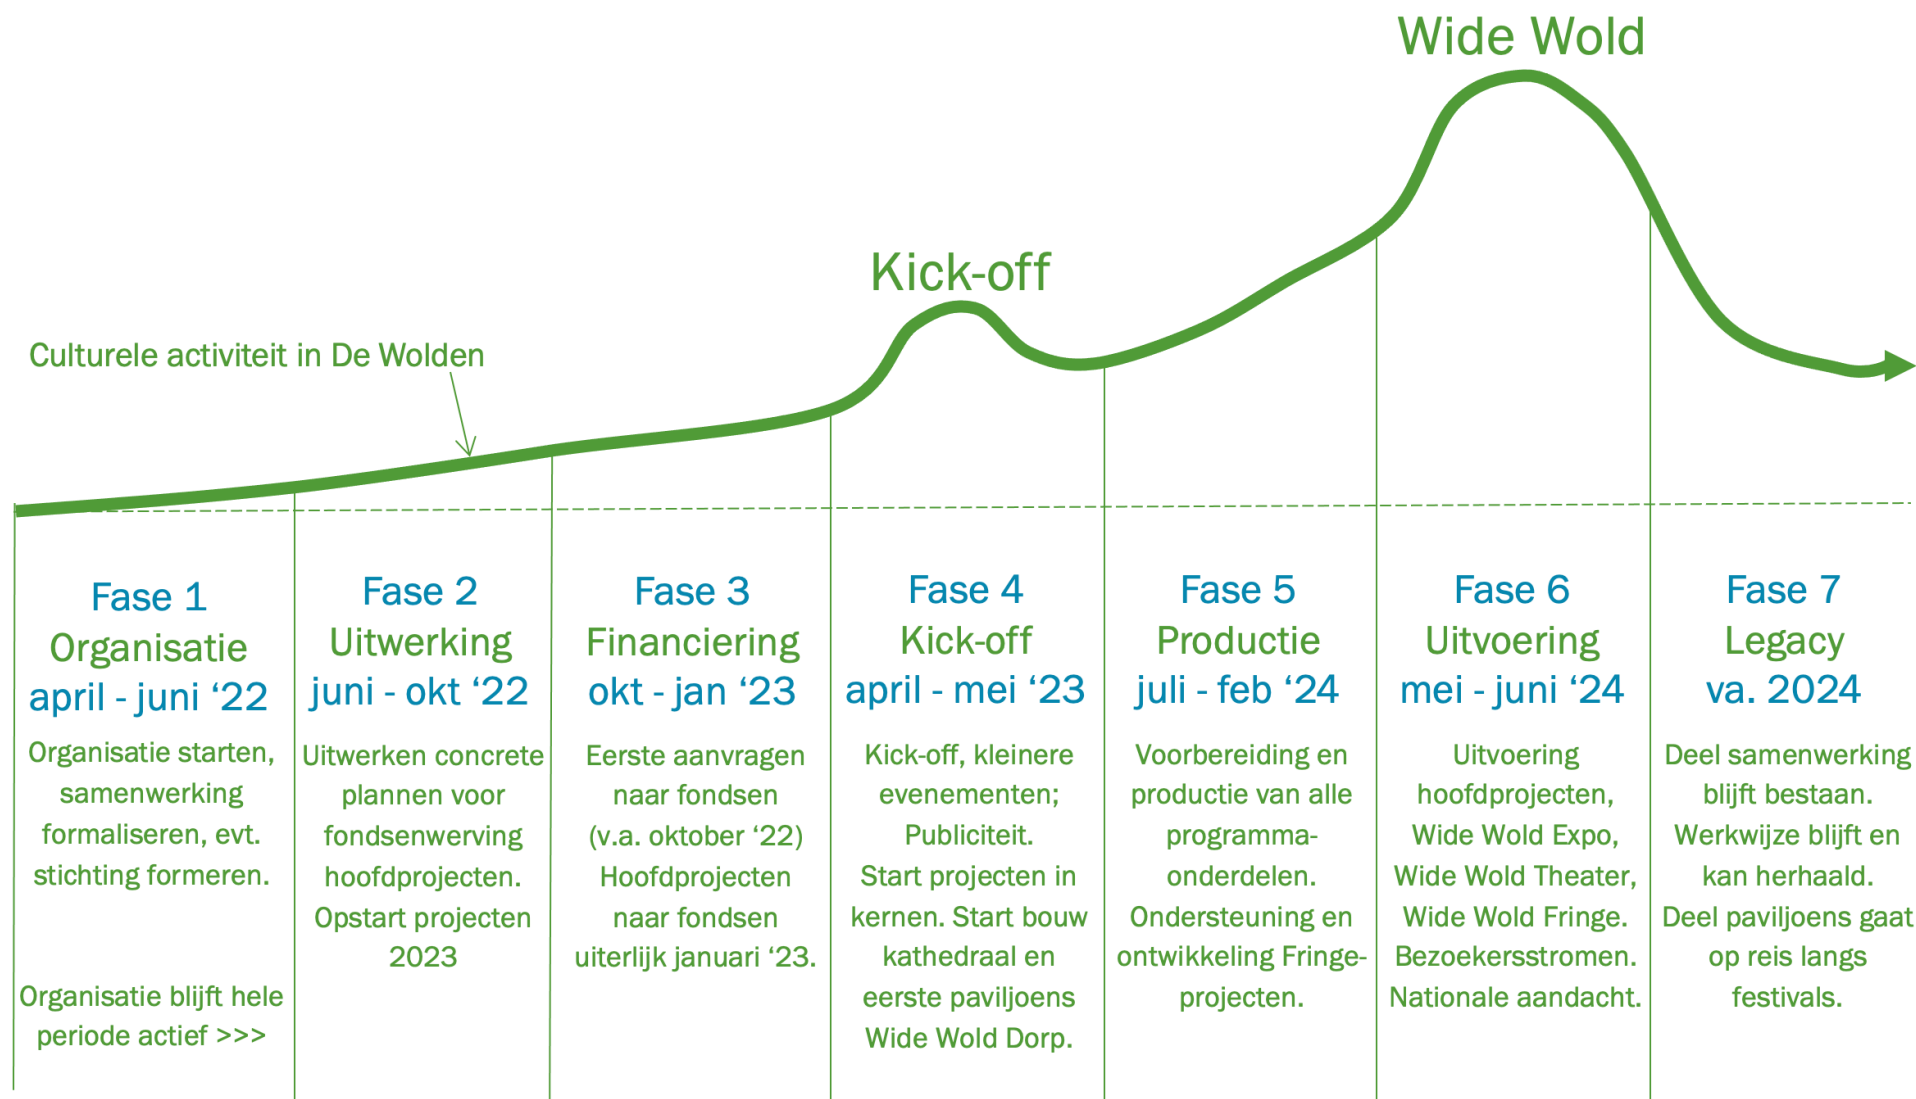 Wide Wold
Kick-off
Culturele activiteit in De Wolden
Fase 1
Organisatie
april - juni ‘22
Organisatie starten,
samenwerking
formaliseren, evt.
stichting formeren.
Organisatie blijft hele
periode actief >>>
Fase 2
Uitwerking
juni - okt ‘22
Uitwerken concrete
plannen voor
fondsenwerving
hoofdprojecten.
Opstart projecten
2023
Fase 3
Financiering
okt - jan ‘23
Eerste aanvragen
naar fondsen
(v.a. oktober ‘22)
Hoofdprojecten
naar fondsen
uiterlijk januari ‘23.
Fase 4
Kick-off
april - mei ‘23
Kick-off, kleinere
evenementen;
Publiciteit.
Start projecten in
kernen. Start bouw
kathedraal en
eerste paviljoens
Wide Wold Dorp.
Fase 5
Productie
juli - feb ‘24
Voorbereiding en
productie van alle
programma-
onderdelen.
Ondersteuning en
ontwikkeling Fringe-
projecten.
Fase 6
Uitvoering
mei - juni ‘24
Uitvoering
hoofdprojecten,
Wide Wold Expo,
Wide Wold Theater,
Wide Wold Fringe.
Bezoekersstromen.
Nationale aandacht.
Fase 7
Legacy
va. 2024
Deel samenwerking
blijft bestaan.
Werkwijze blijft en
kan herhaald.
Deel paviljoens gaat
op reis langs
festivals.